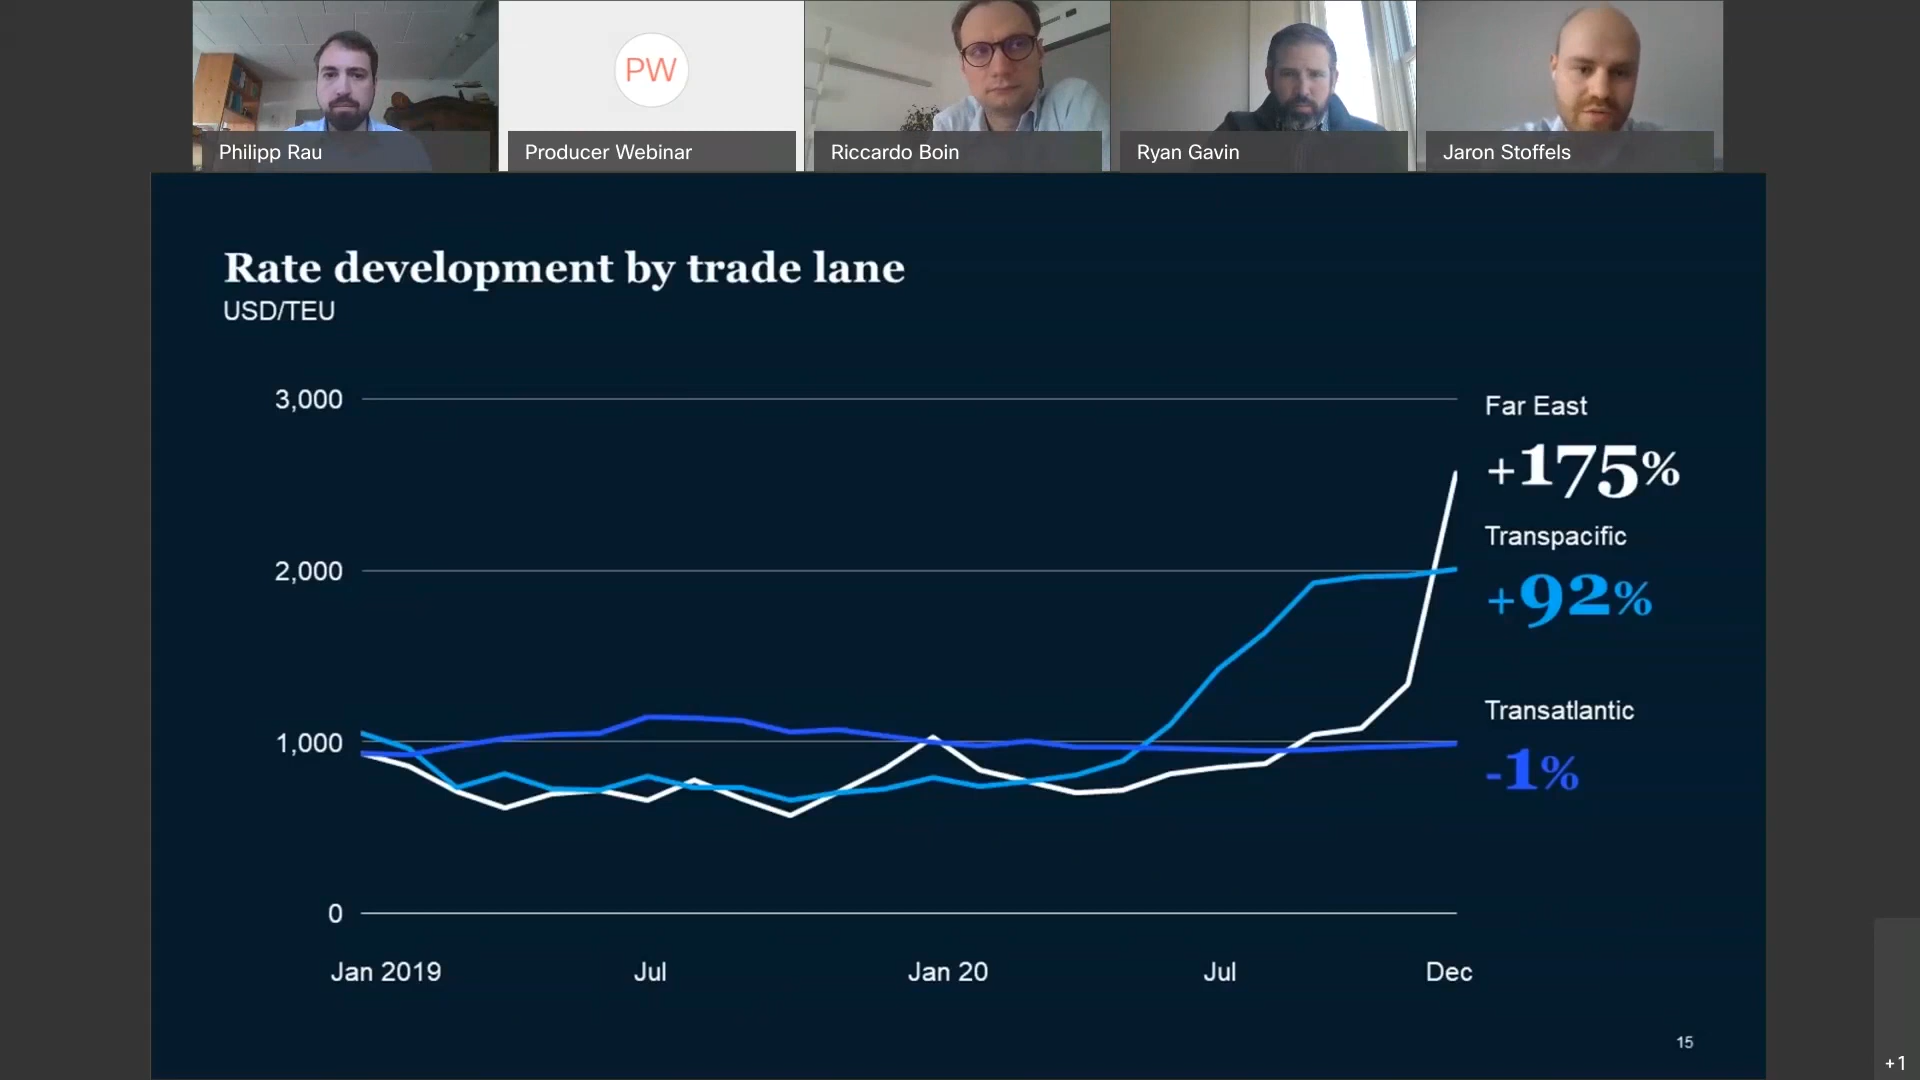 PW
Philipp Rau
Producer Webinar
Riccardo Boin
Ryan Gavin
Jaron Stoffels
Rate development by trade lane
USD/TEU
3,000
2,000
1,000
0
Jan 2019
Jul
Jan 20
Jul
Dec
Far East
+175%
Transpacific
+92%
Transatlantic
-1%
15
+1